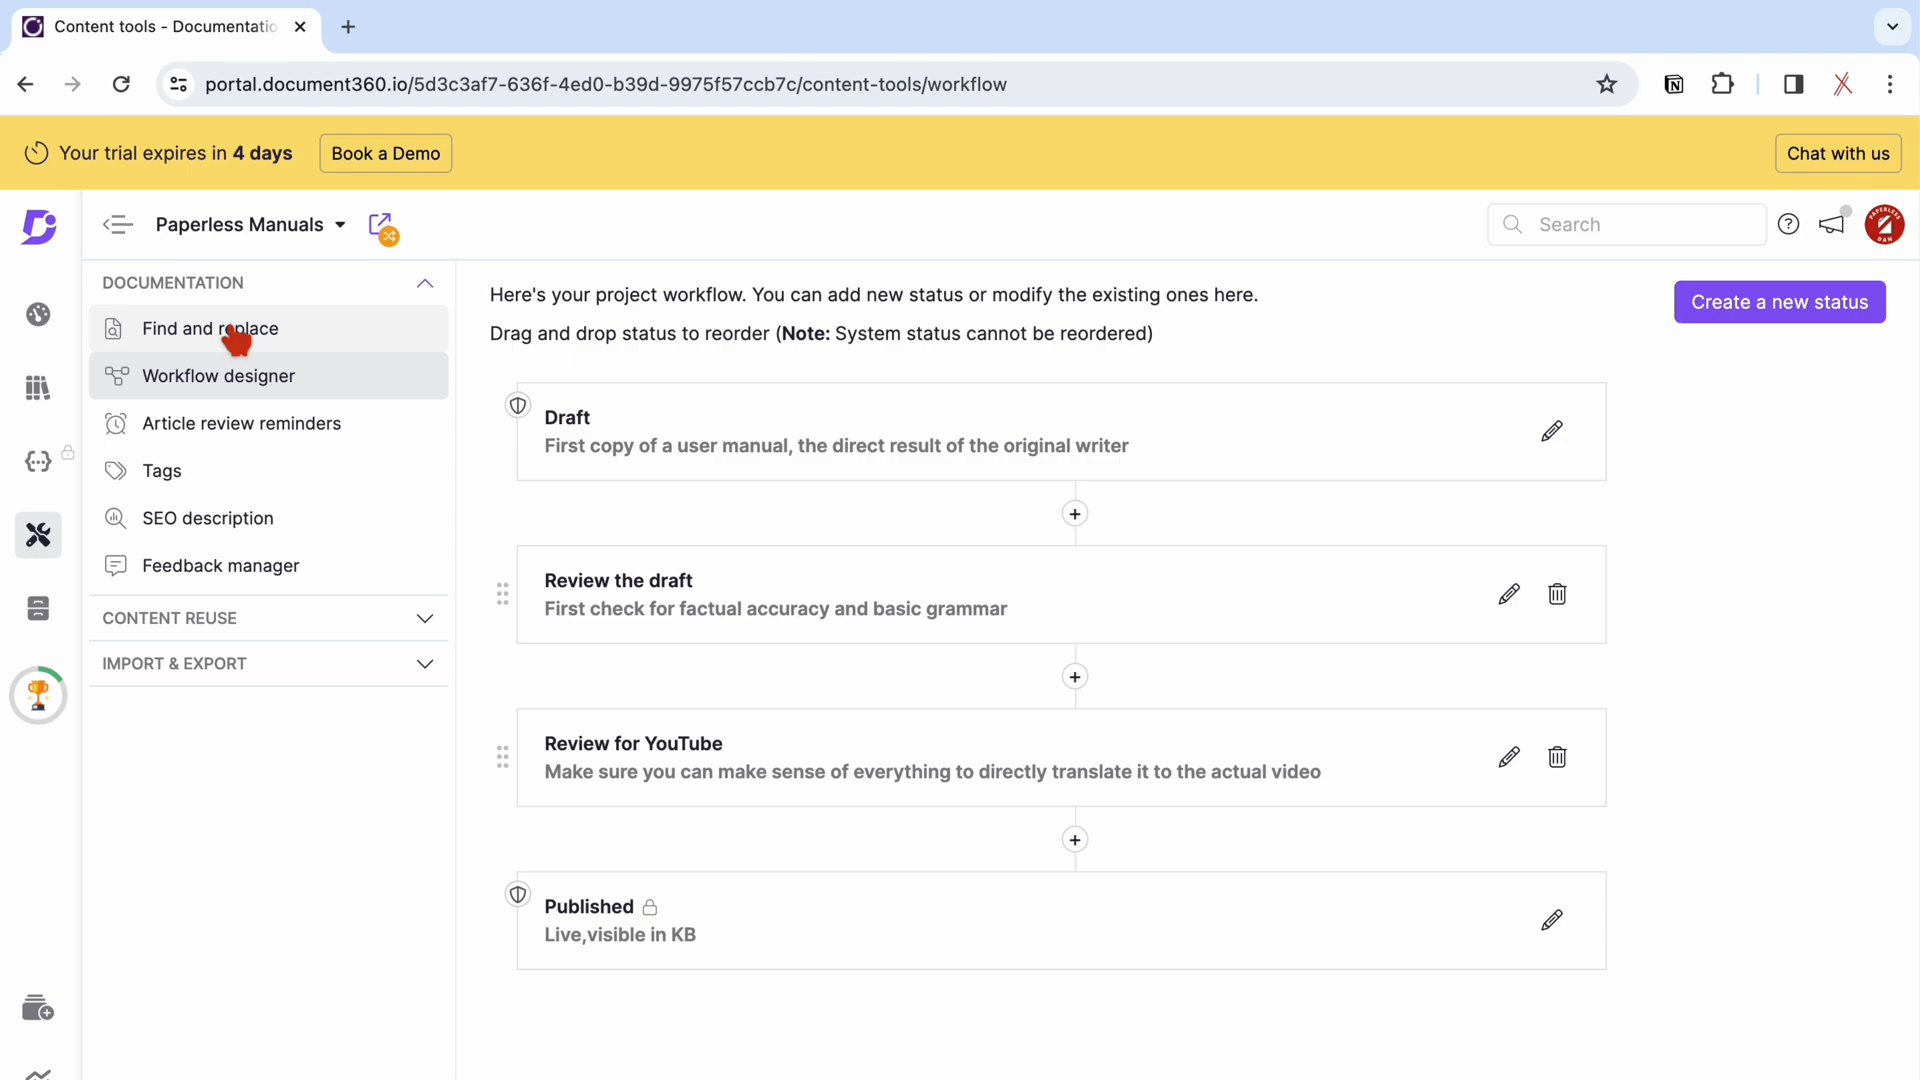 Content tools - Documentatio
portal.document360.io/5d3c3af7-636f-4ed0-b39d-9975f57ccb7c/content-tools/workflow
Your trial expires in 4 days
Book a Demo
Chat with us
Paperless Manuals
Search
DOCUMENTATION
Find and replace
Workflow designer
Article review reminders
Tags
SEO description
Feedback manager
CONTENT REUSE
IMPORT & EXPORT
Here's your project workflow. You can add new status or modify the existing ones here.
Drag and drop status to reorder (Note: System status cannot be reordered)
Create a new status
Draft
First copy of a user manual, the direct result of the original writer
Review the draft
First check for factual accuracy and basic grammar
Review for YouTube
Make sure you can make sense of everything to directly translate it to the actual video
Published
Live,visible in KB